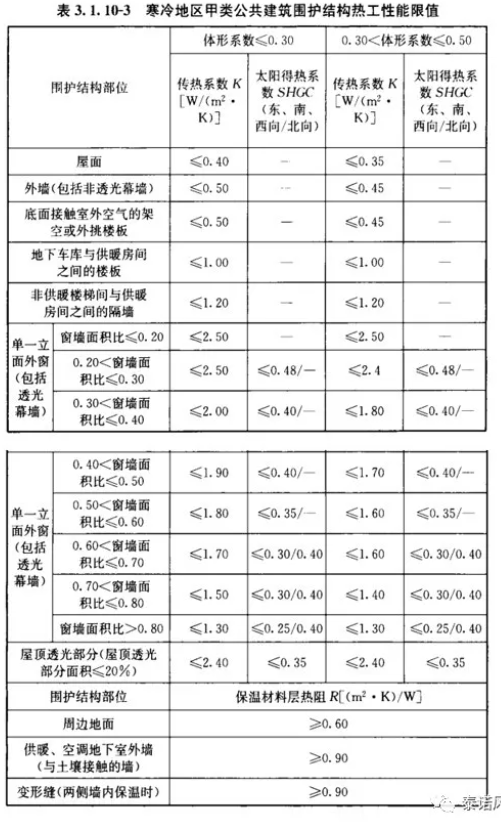 表 3.1.10-3 寒冷地区甲类公共建筑围护结构热工性能限值
围护结构部位
体形系数≤0.30
0.30<体形系数≤0.50
传热系数 K
[W/(m²·
K)]
太阳得热系
数 SHGC
(东、南、
西向/北向)
传热系数 K
[W/(m²·
K)]
太阳得热系
数 SHGC
(东、南、
西向/北向)
屋面 ≤0.40 — ≤0.35 —
外墙(包括非透光幕墙) ≤0.50 — ≤0.45 —
底面接触室外空气的架
空或外挑楼板
≤0.50 — ≤0.45 —
地下车库与供暖房间
之间的楼板
≤1.00 — ≤1.00 —
非供暖楼梯间与供暖
房间之间的隔墙
≤1.20 — ≤1.20 —
单一立
面外窗
(包括
透光
幕墙)
窗墙面积比≤0.20 ≤2.50 — ≤2.50 —
0.20<窗墙面
积比≤0.30
≤2.50 ≤0.48/— ≤2.4 ≤0.48/—
0.30<窗墙面
积比≤0.40
≤2.00 ≤0.40/— ≤1.80 ≤0.40/—
单一立
面外窗
(包括
透光
幕墙)
0.40<窗墙面
积比≤0.50
≤1.90 ≤0.40/— ≤1.70 ≤0.40/—
0.50<窗墙面
积比≤0.60
≤1.80 ≤0.35/— ≤1.60 ≤0.35/—
0.60<窗墙面
积比≤0.70
≤1.70 ≤0.30/0.40 ≤1.60 ≤0.30/0.40
0.70<窗墙面
积比≤0.80
≤1.50 ≤0.30/0.40 ≤1.40 ≤0.30/0.40
窗墙面积比>0.80 ≤1.30 ≤0.25/0.40 ≤1.30 ≤0.25/0.40
屋顶透光部分(屋顶透光
部分面积≤20%)
≤2.40 ≤0.35 ≤2.40 ≤0.35
围护结构部位 保温材料层热阻 R[(m²·K)/W]
周边地面 ≥0.60
供暖、空调地下室外墙
(与土壤接触的墙)
≥0.90
变形缝(两侧墙内保温时) ≥0.90
泰诺风